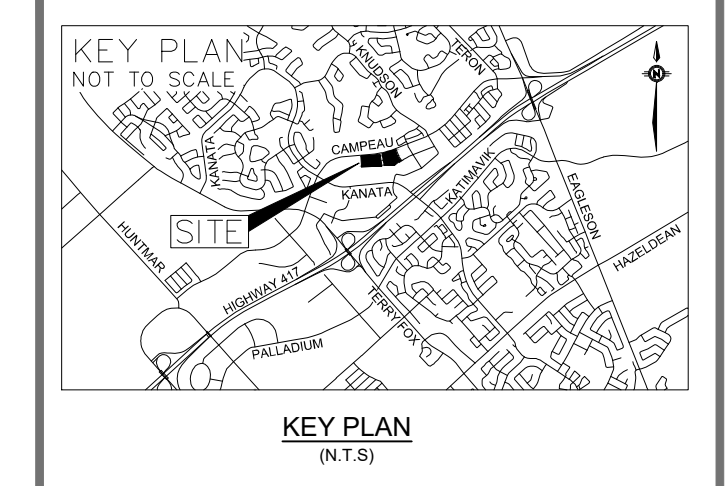 KEY PLAN
NOT TO SCALE
KNUDSON
TERON
N
CAMPEAU
KANATA
KANATA
KATIMAVIK
EAGLESON
SITE
HUNTMAR
HAZELDEAN
HIGHWAY 417
TERRY FOX
PALLADIUM
KEY PLAN
(N.T.S)